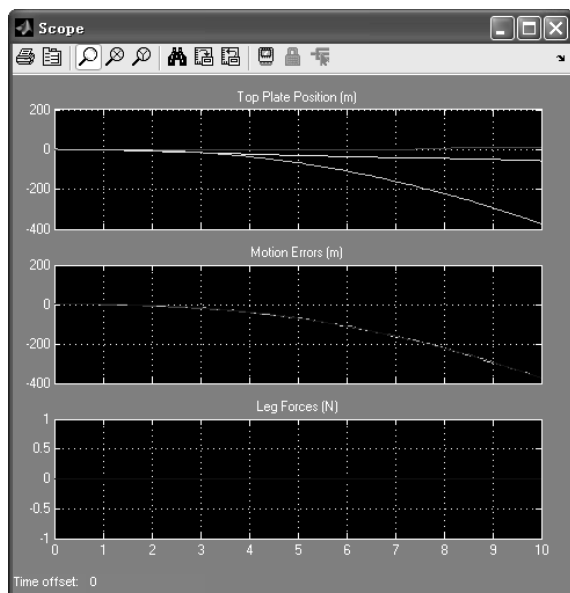 Scope
Top Plate Position (m)
200
0
-200
-400
Motion Errors (m)
200
0
-200
-400
Leg Forces (N)
1
0.5
0
-0.5
-1
0 1 2 3 4 5 6 7 8 9 10
Time offset: 0